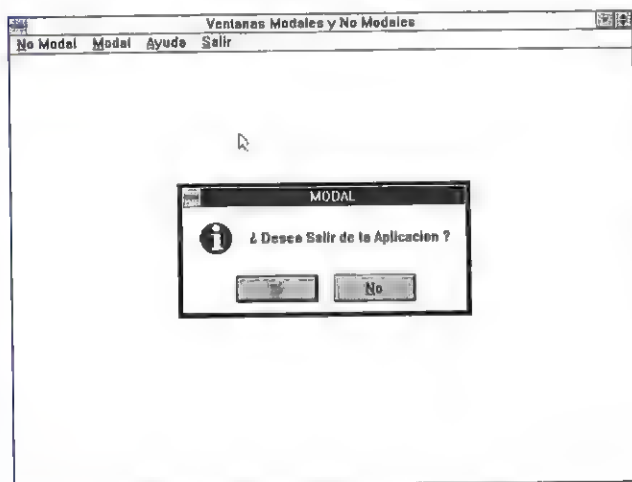 Ventanas Modales y No Modales
No Modal Modal Ayuda Salir
MODAL
¿ Desea Salir de la Aplicacion ?
No